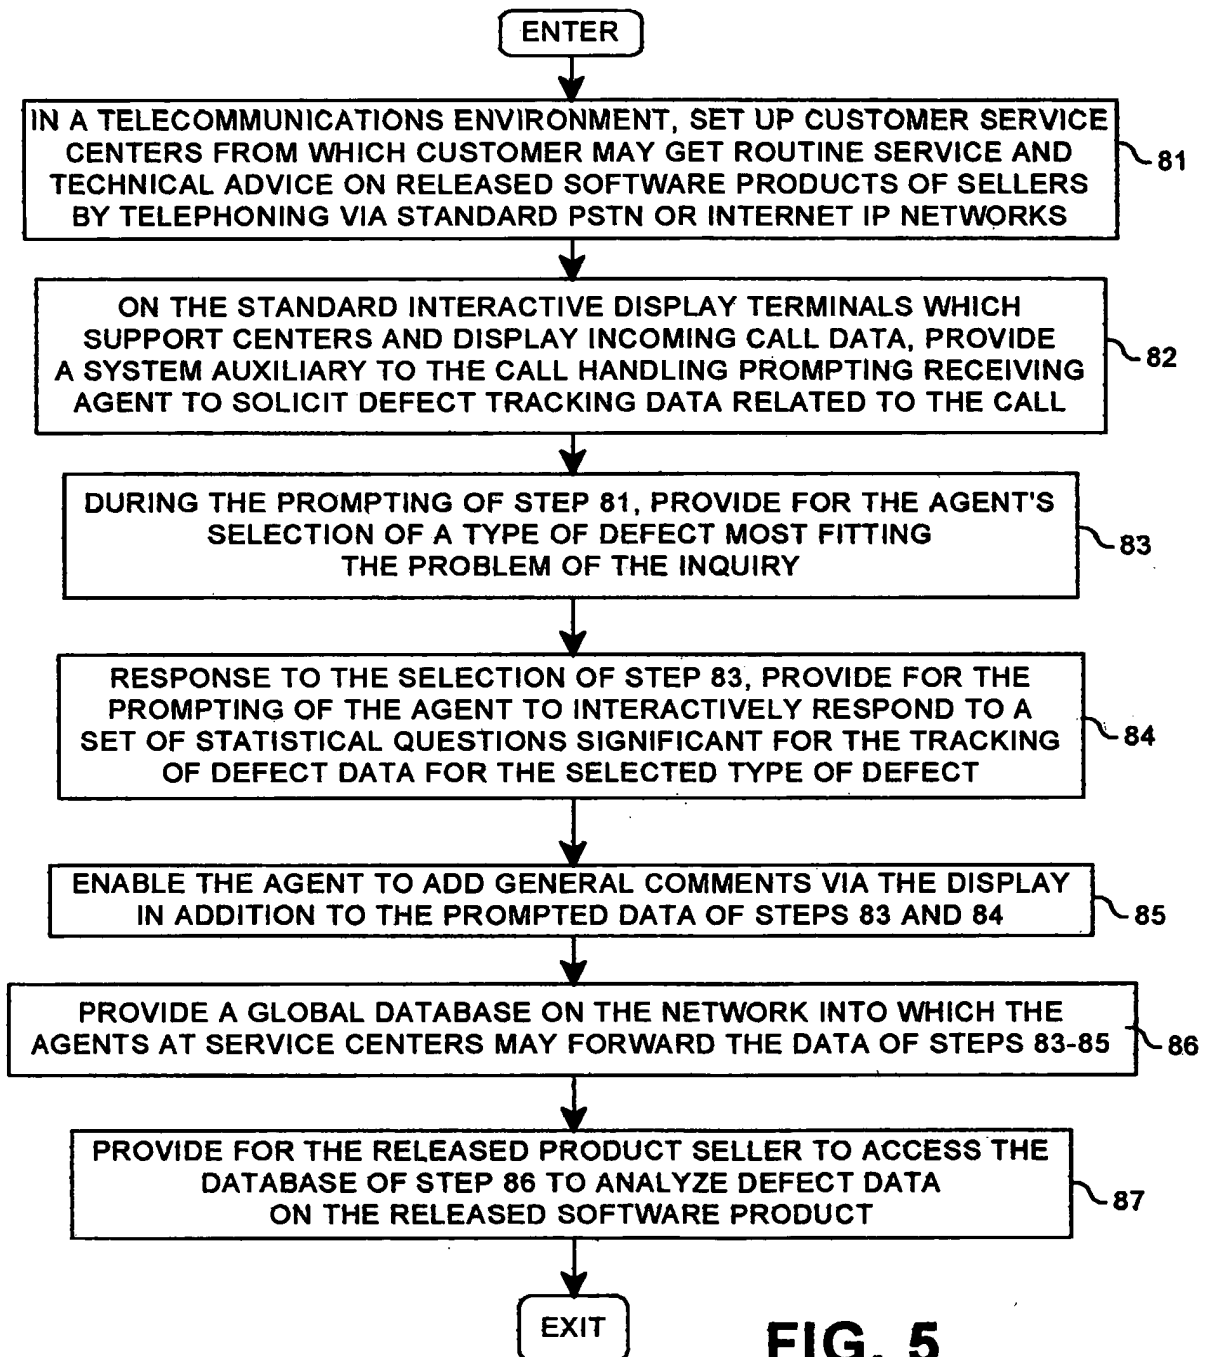 ENTER
IN A TELECOMMUNICATIONS ENVIRONMENT, SET UP CUSTOMER SERVICE
CENTERS FROM WHICH CUSTOMER MAY GET ROUTINE SERVICE AND
TECHNICAL ADVICE ON RELEASED SOFTWARE PRODUCTS OF SELLERS
BY TELEPHONING VIA STANDARD PSTN OR INTERNET IP NETWORKS
81
ON THE STANDARD INTERACTIVE DISPLAY TERMINALS WHICH
SUPPORT CENTERS AND DISPLAY INCOMING CALL DATA, PROVIDE
A SYSTEM AUXILIARY TO THE CALL HANDLING PROMPTING RECEIVING
AGENT TO SOLICIT DEFECT TRACKING DATA RELATED TO THE CALL
82
DURING THE PROMPTING OF STEP 81, PROVIDE FOR THE AGENT'S
SELECTION OF A TYPE OF DEFECT MOST FITTING
THE PROBLEM OF THE INQUIRY
83
RESPONSE TO THE SELECTION OF STEP 83, PROVIDE FOR THE
PROMPTING OF THE AGENT TO INTERACTIVELY RESPOND TO A
SET OF STATISTICAL QUESTIONS SIGNIFICANT FOR THE TRACKING
OF DEFECT DATA FOR THE SELECTED TYPE OF DEFECT
84
ENABLE THE AGENT TO ADD GENERAL COMMENTS VIA THE DISPLAY
IN ADDITION TO THE PROMPTED DATA OF STEPS 83 AND 84
85
PROVIDE A GLOBAL DATABASE ON THE NETWORK INTO WHICH THE
AGENTS AT SERVICE CENTERS MAY FORWARD THE DATA OF STEPS 83-85
86
PROVIDE FOR THE RELEASED PRODUCT SELLER TO ACCESS THE
DATABASE OF STEP 86 TO ANALYZE DEFECT DATA
ON THE RELEASED SOFTWARE PRODUCT
87
EXIT
FIG. 5